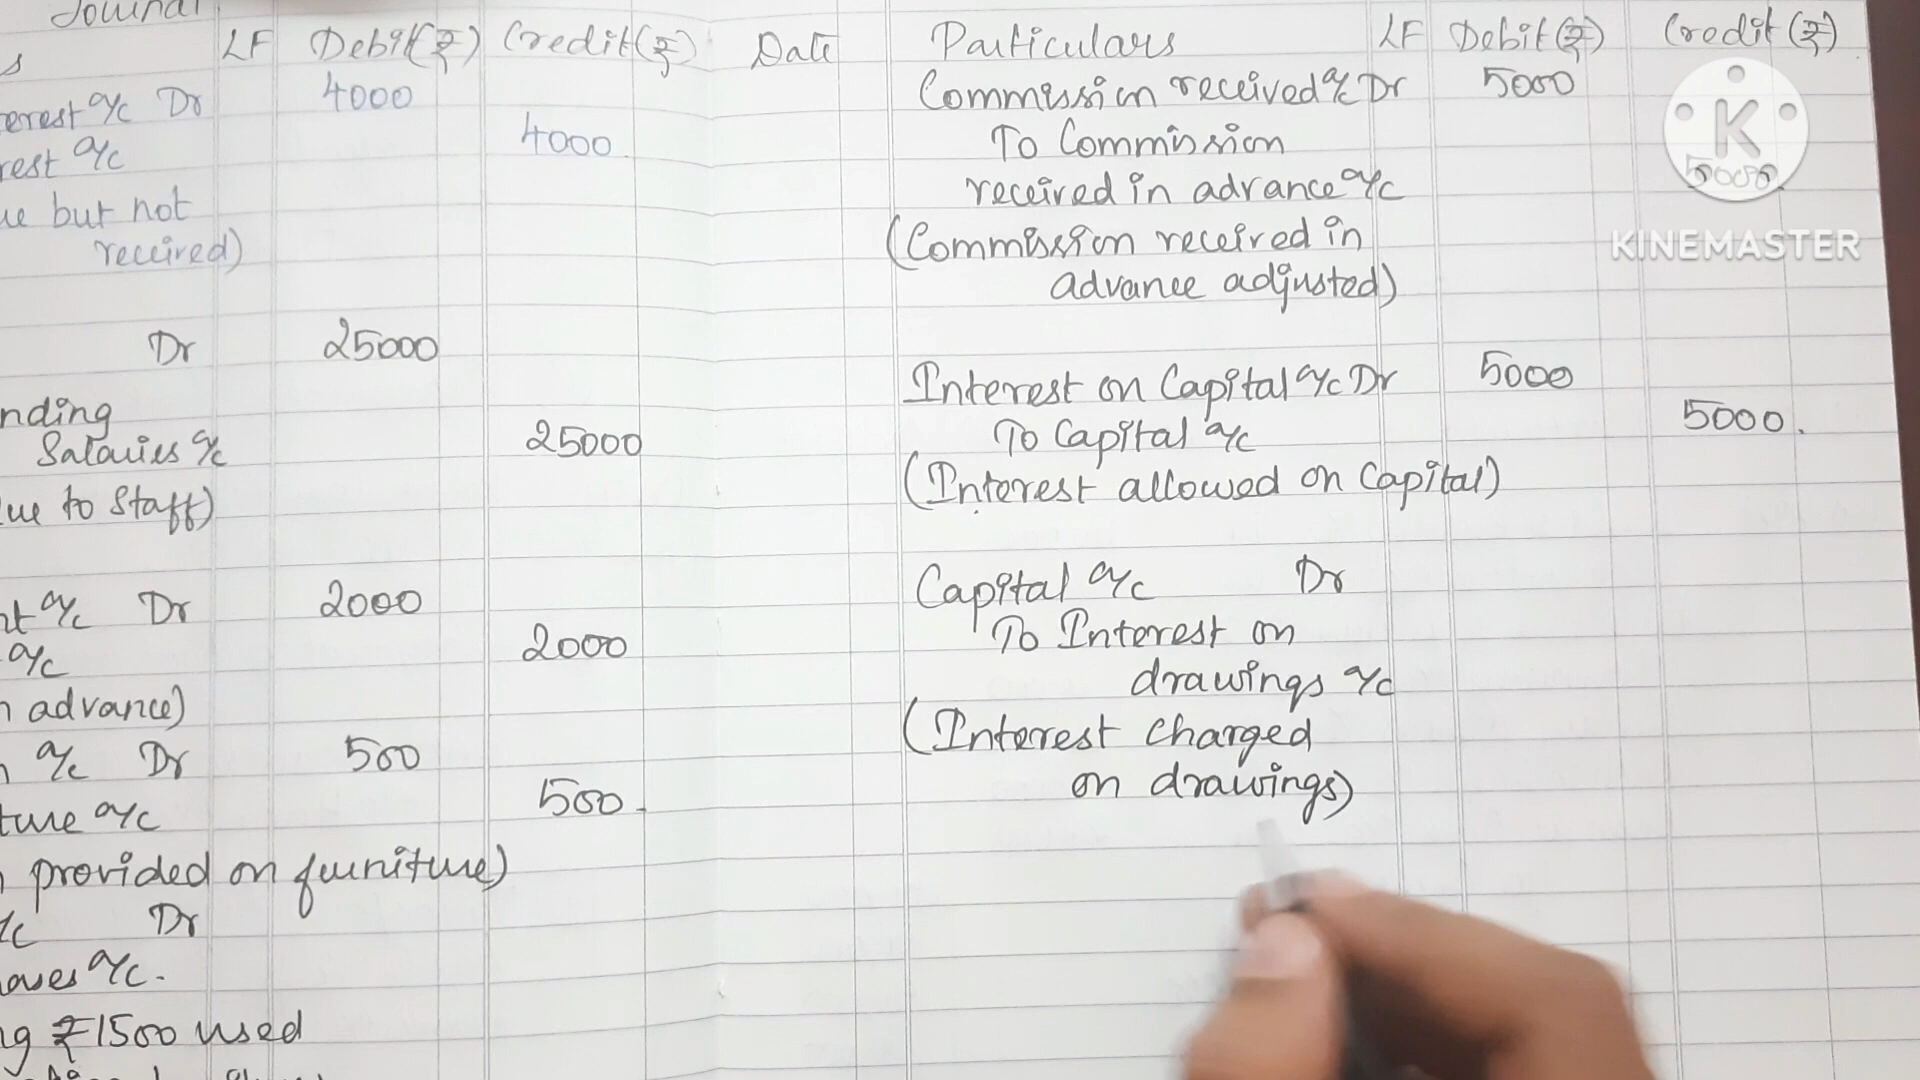 Journal
s LF Debit(₹) Credit(₹)
erest a/c Dr 4000
4000
rest a/c
ue but not
received)
Dr 25000
nding
Salaries a/c 25000
ue to Staff)
nt a/c Dr 2000
a/c 2000
n advance)
n a/c Dr 500
500
ture a/c
n provided on furniture)
a/c Dr
oves a/c.
ng ₹1500 used
Date Particulars LF Debit(₹) Credit(₹)
Commission received a/c Dr 5000
To Commission
5000
received in advance a/c
(Commission received in
advance adjusted)
Interest on Capital a/c Dr 5000
To Capital a/c 5000.
(Interest allowed on Capital)
Capital a/c Dr
To Interest on
drawings a/c
(Interest charged
on drawings)
K
KINEMASTER